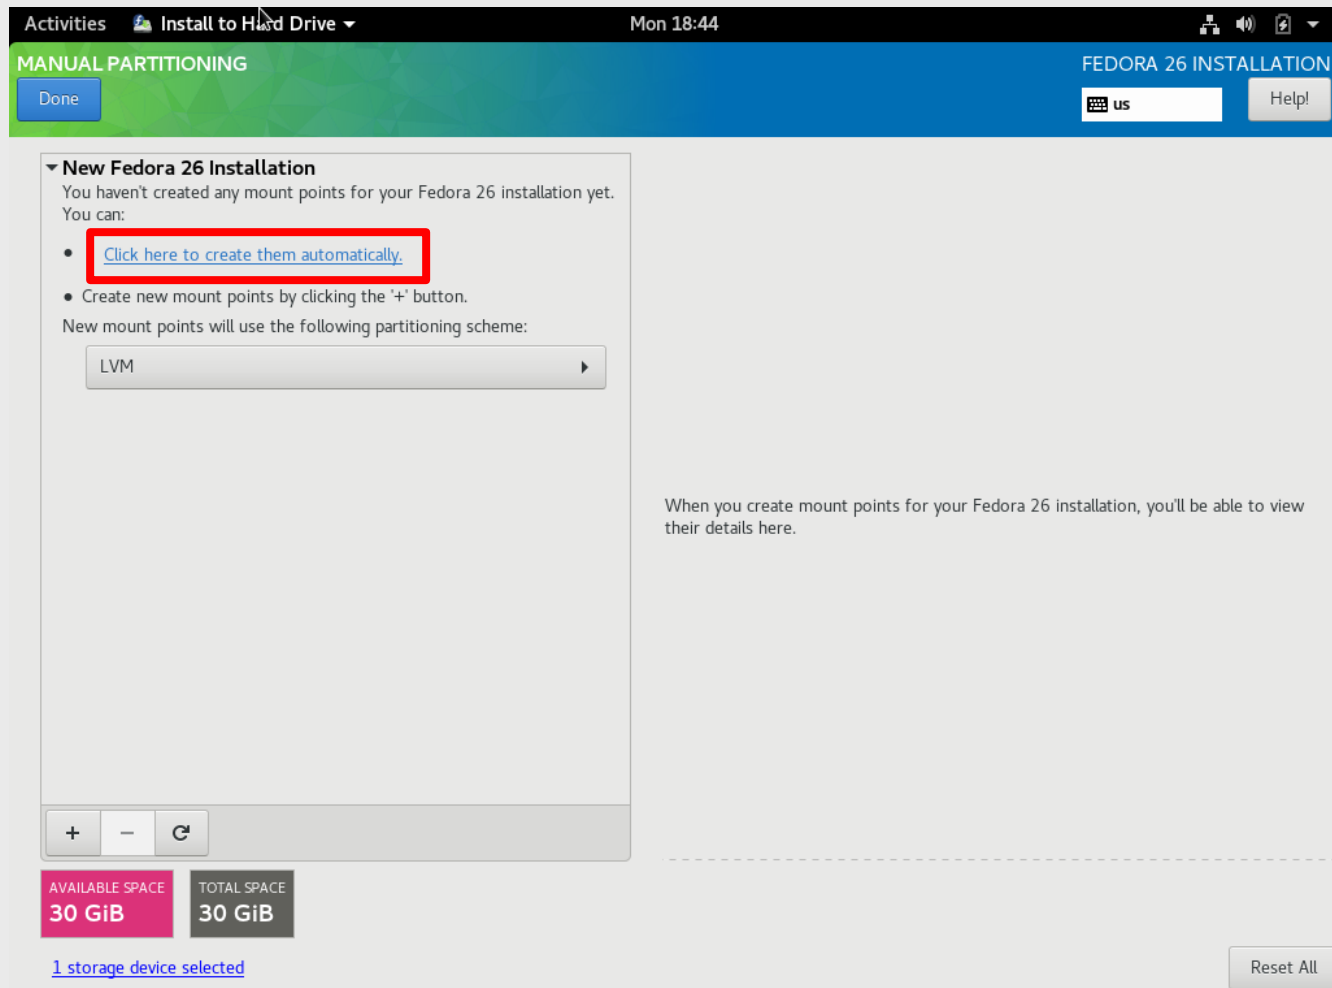 Activities Install to Hard Drive Mon 18:44
MANUAL PARTITIONING FEDORA 26 INSTALLATION
Done us Help!
New Fedora 26 Installation
You haven't created any mount points for your Fedora 26 installation yet.
You can:
• Click here to create them automatically.
• Create new mount points by clicking the '+' button.
New mount points will use the following partitioning scheme:
LVM
When you create mount points for your Fedora 26 installation, you'll be able to view
their details here.
+ −
AVAILABLE SPACE TOTAL SPACE
30 GiB 30 GiB
1 storage device selected Reset All